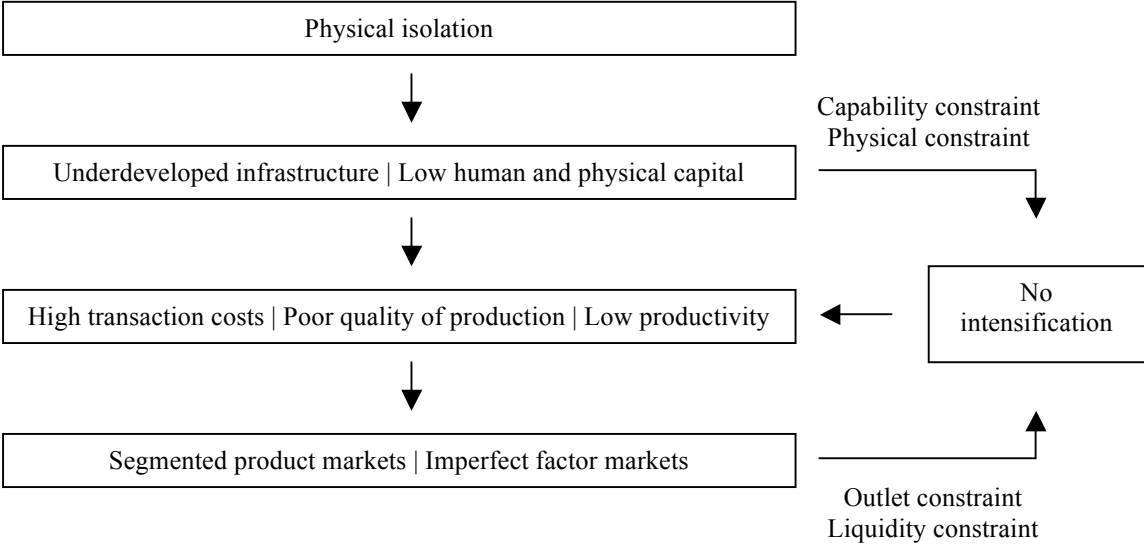 Physical isolation
Capability constraint
Physical constraint
Underdeveloped infrastructure | Low human and physical capital
High transaction costs | Poor quality of production | Low productivity
No
intensification
Segmented product markets | Imperfect factor markets
Outlet constraint
Liquidity constraint